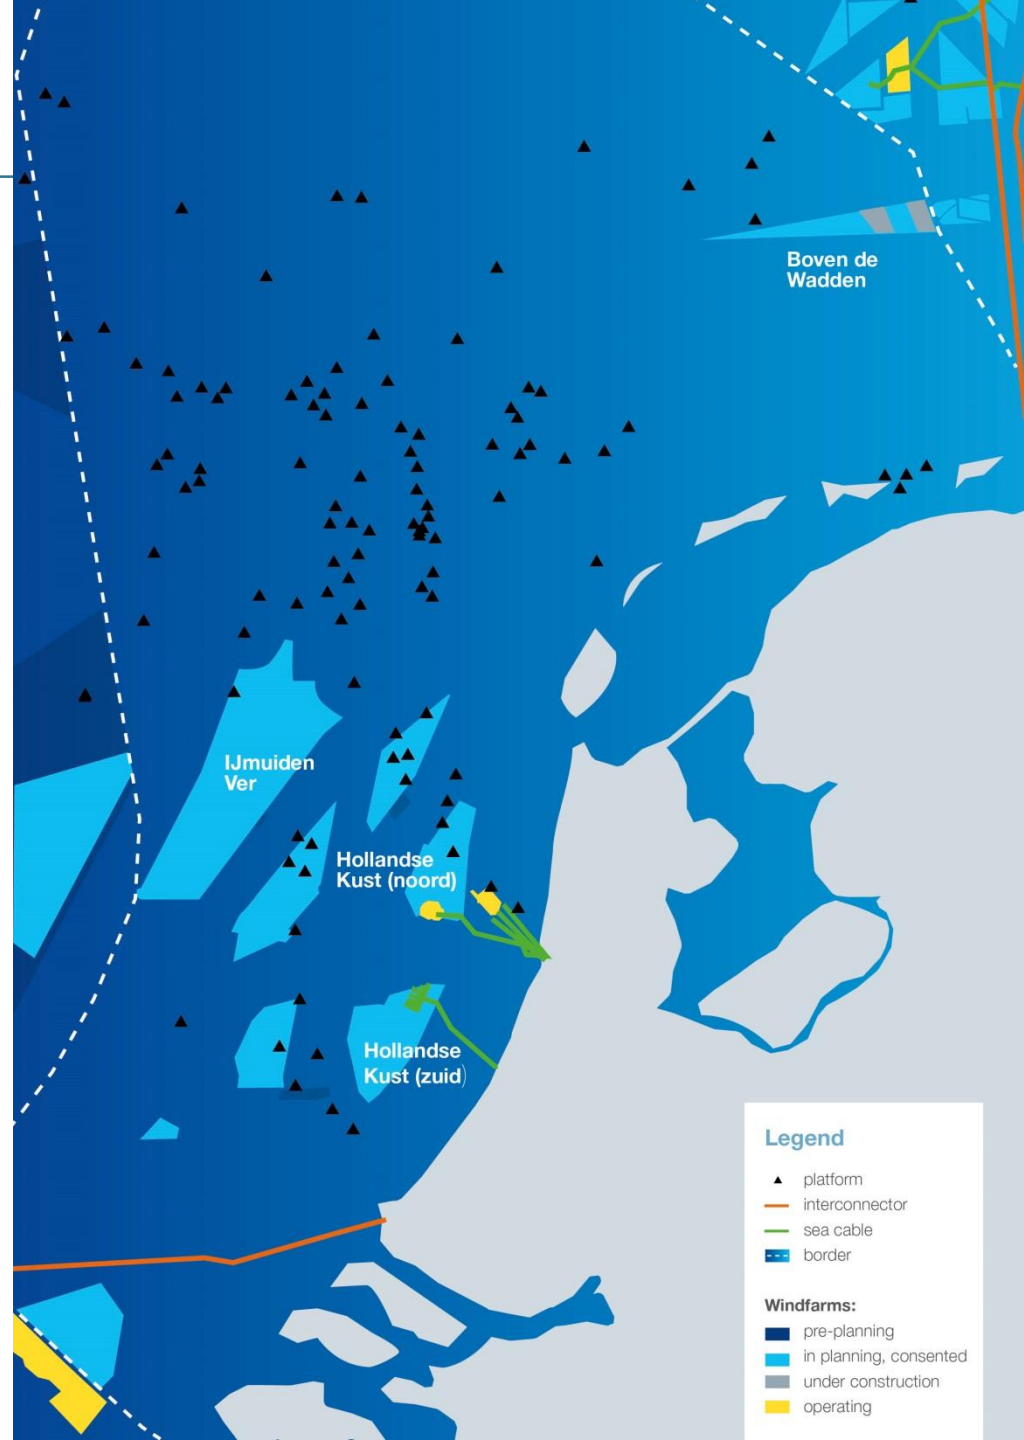 Boven de
Wadden
IJmuiden
Ver
Hollandse
Kust (noord)
Hollandse
Kust (zuid)
Legend
platform
interconnector
sea cable
border
Windfarms:
pre-planning
in planning, consented
under construction
operating